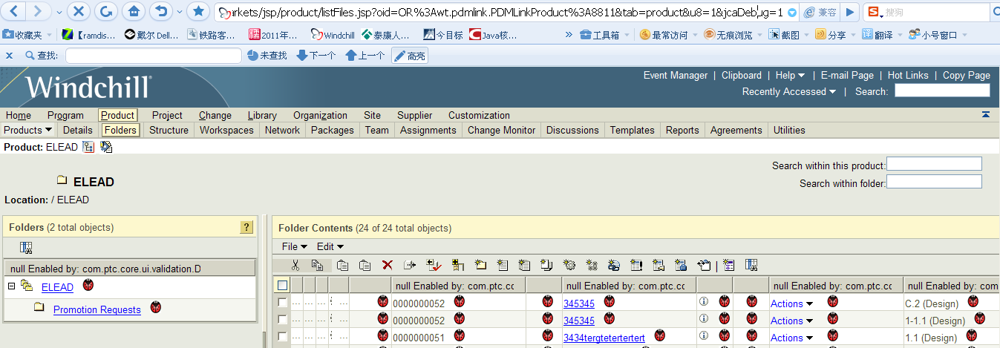 ırkets/jsp/product/listFiles.jsp?oid=OR%3Awt.pdmlink.PDMLinkProduct%3A8811&tab=product&u8=1&jcaDebug=1 兼容 搜狗
收藏夹 【ramdis... 戴尔 Dell... 铁路客... 2011年... Windchill 泰康人... 今目标 Java核... » 工具箱 最常访问 无痕浏览 截图 分享 翻译 小号窗口
× 查找: 未查找 下一个 上一个 高亮
Windchill
Event Manager | Clipboard | Help | E-mail Page | Hot Links | Copy Page
Recently Accessed | Search:
Home Program Product Project Change Library Organization Site Supplier Customization
Products Details Folders Structure Workspaces Network Packages Team Assignments Change Monitor Discussions Templates Reports Agreements Utilities
Product: ELEAD
Search within this product:
ELEAD
Search within folder:
Location: / ELEAD
Folders (2 total objects) ?
Folder Contents (24 of 24 total objects)
File Edit
null Enabled by: com.ptc.core.ui.validation.D
ELEAD
Promotion Requests
null Enabled by: com.ptc.cc null Enabled by: com.ptc.cc null Enabled by: com.ptc.cc null Enabled by: com
0000000052 345345 Actions C.2 (Design)
0000000052 345345 Actions 1-1.1 (Design)
0000000051 3434tergtetertertert Actions 1.1 (Design)